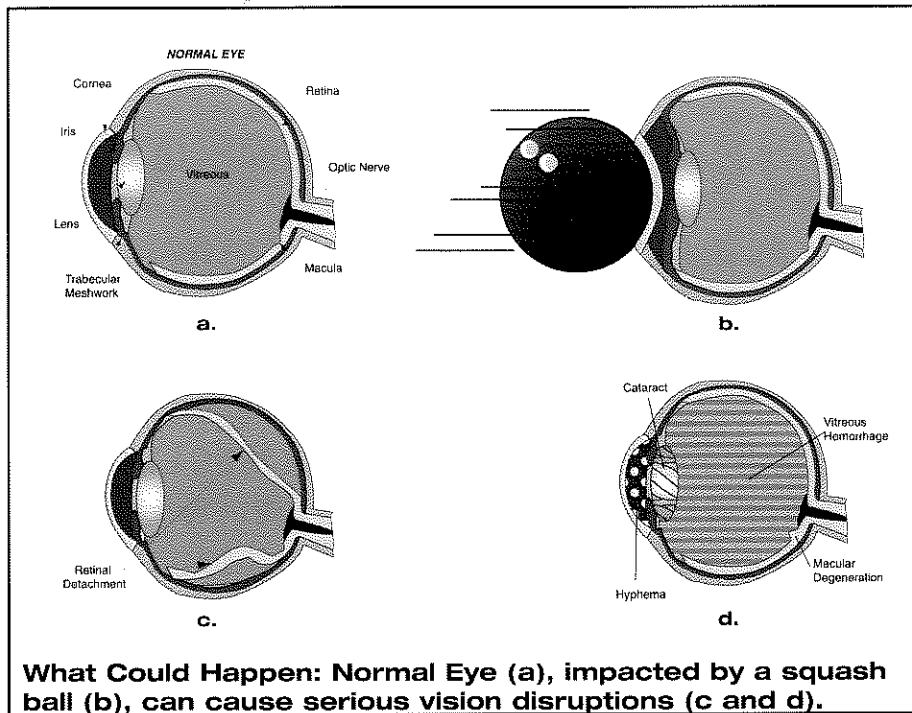 NORMAL EYE
Cornea
Retina
Iris
Vitreous
Optic Nerve
Lens
Trabecular
Meshwork
Macula
a.
b.
Cataract
Vitreous
Hemorrhage
Retinal
Detachment
Macular
Degeneration
Hyphema
c.
d.
What Could Happen: Normal Eye (a), impacted by a squash
ball (b), can cause serious vision disruptions (c and d).